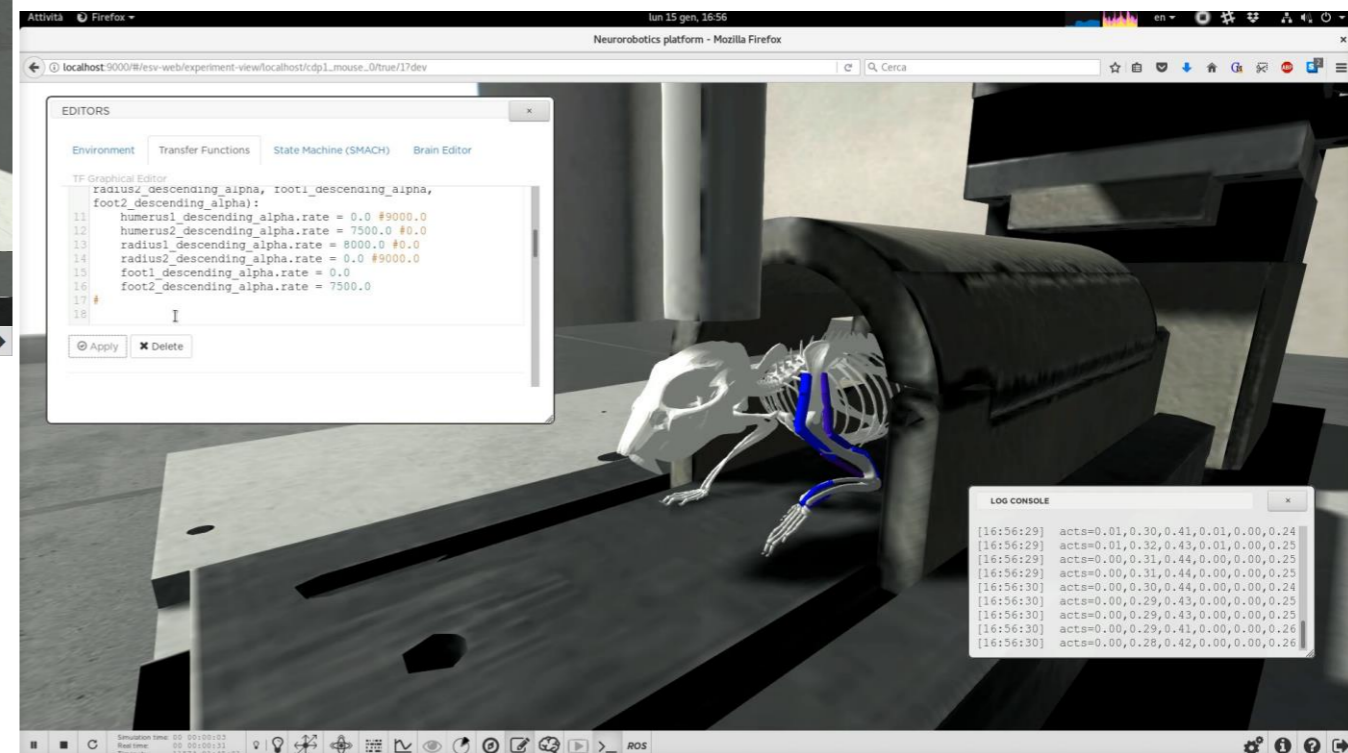 Attività Firefox
lun 15 gen, 16:56
en
Neurorobotics platform - Mozilla Firefox
localhost:9000/#/esv-web/experiment-view/localhost/cdp1_mouse_0/true/1?dev
Cerca
EDITORS
Environment Transfer Functions State Machine (SMACH) Brain Editor
TF Graphical Editor
radius2_descending_alpha, foot1_descending_alpha,
foot2_descending_alpha):
11 humerus1_descending_alpha.rate = 0.0 #9000.0
12 humerus2_descending_alpha.rate = 7500.0 #0.0
13 radius1_descending_alpha.rate = 8000.0 #0.0
14 radius2_descending_alpha.rate = 0.0 #9000.0
15 foot1_descending_alpha.rate = 0.0
16 foot2_descending_alpha.rate = 7500.0
17 #
18
Apply Delete
LOG CONSOLE
[16:56:29] acts=0.01,0.30,0.41,0.01,0.00,0.24
[16:56:29] acts=0.01,0.32,0.43,0.01,0.00,0.25
[16:56:29] acts=0.00,0.31,0.44,0.00,0.00,0.25
[16:56:29] acts=0.00,0.31,0.44,0.00,0.00,0.25
[16:56:30] acts=0.00,0.30,0.44,0.00,0.00,0.24
[16:56:30] acts=0.00,0.29,0.43,0.00,0.00,0.25
[16:56:30] acts=0.00,0.29,0.43,0.00,0.00,0.25
[16:56:30] acts=0.00,0.29,0.41,0.00,0.00,0.26
[16:56:30] acts=0.00,0.28,0.42,0.00,0.00,0.26
Simulation time: 00 00:00:03
Real time: 00 00:00:31
ROS